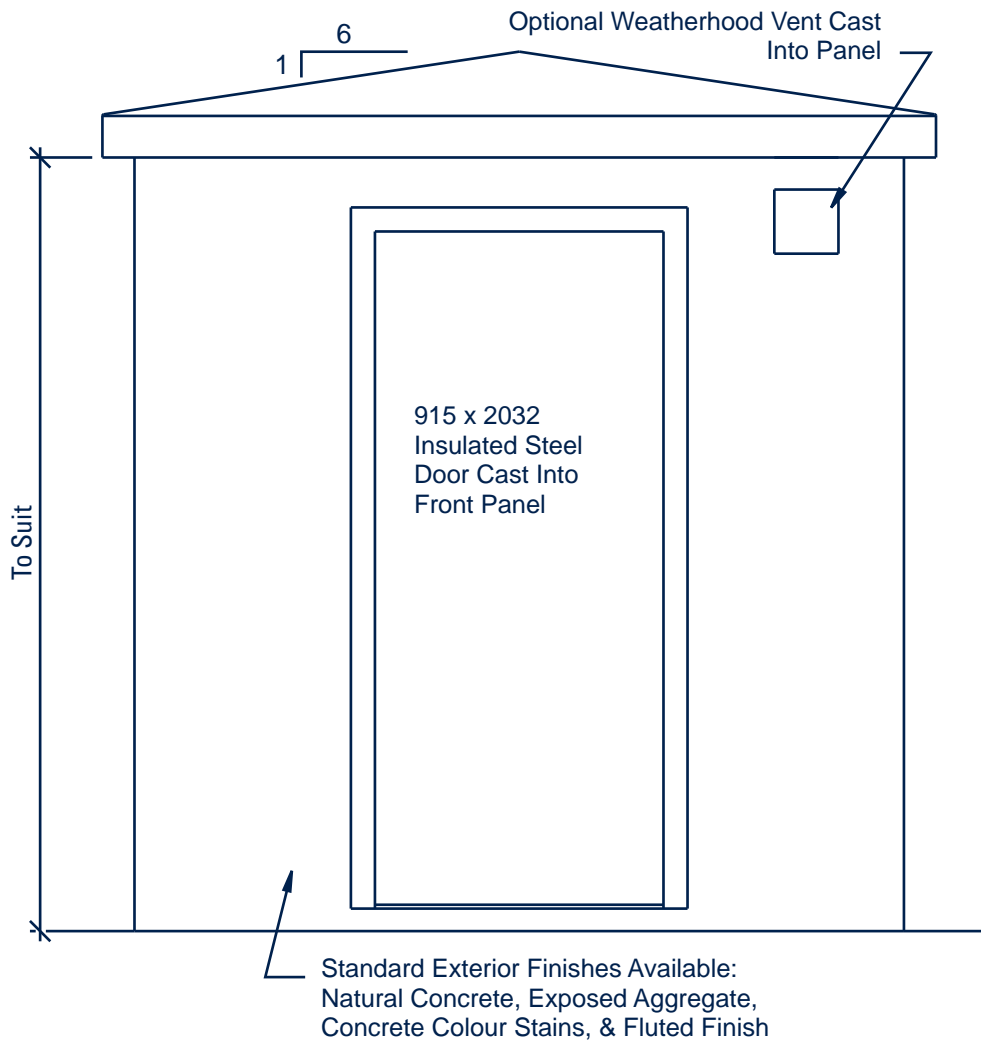 Optional Weatherhood Vent Cast
Into Panel
6
1
915 x 2032
Insulated Steel
Door Cast Into
Front Panel
To Suit
Standard Exterior Finishes Available:
Natural Concrete, Exposed Aggregate,
Concrete Colour Stains, & Fluted Finish